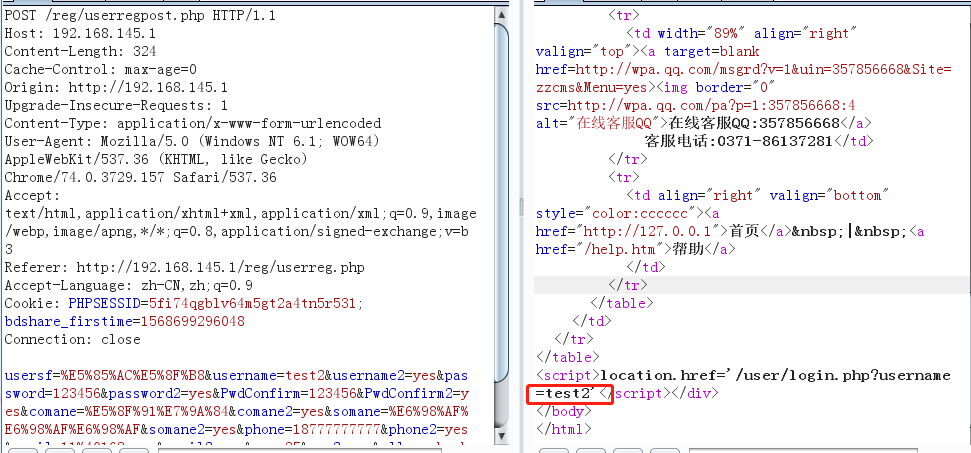 POST /reg/userregpost.php HTTP/1.1
Host: 192.168.145.1
Content-Length: 324
Cache-Control: max-age=0
Origin: http://192.168.145.1
Upgrade-Insecure-Requests: 1
Content-Type: application/x-www-form-urlencoded
User-Agent: Mozilla/5.0 (Windows NT 6.1; WOW64)
AppleWebKit/537.36 (KHTML, like Gecko)
Chrome/74.0.3729.157 Safari/537.36
Accept:
text/html,application/xhtml+xml,application/xml;q=0.9,image
/webp,image/apng,*/*;q=0.8,application/signed-exchange;v=b
3
Referer: http://192.168.145.1/reg/userreg.php
Accept-Language: zh-CN,zh;q=0.9
Cookie: PHPSESSID=5fi74qgblv64m5gt2a4tn5r531;
bdshare_firstime=1568699296048
Connection: close
usersf=%E5%85%AC%E5%8F%B8&username=test2&username2=yes&pas
sword=123456&password2=yes&PwdConfirm=123456&PwdConfirm2=y
es&comane=%E5%8F%91%E7%9A%84&comane2=yes&somane=%E6%98%AF%
E6%98%AF%E6%98%AF&somane2=yes&phone=18777777777&phone2=yes
<tr>
<td width="89%" align="right"
valign="top"><a target=blank
href=http://wpa.qq.com/msgrd?v=1&uin=357856668&Site=
zzcms&Menu=yes><img border="0"
src=http://wpa.qq.com/pa?p=1:357856668:4
alt="在线客服QQ">在线客服QQ:357856668</a>
客服电话:0371-86137281</td>
</tr>
<tr>
<td align="right" valign="bottom"
style="color:cccccc"><a
href="http://127.0.0.1">首页</a>&nbsp;|&nbsp;<a
href="/help.htm">帮助</a>
</td>
</tr>
</table>
</td>
</tr>
</table>
<script>location.href='/user/login.php?username
=test2'</script></div>
</body>
</html>